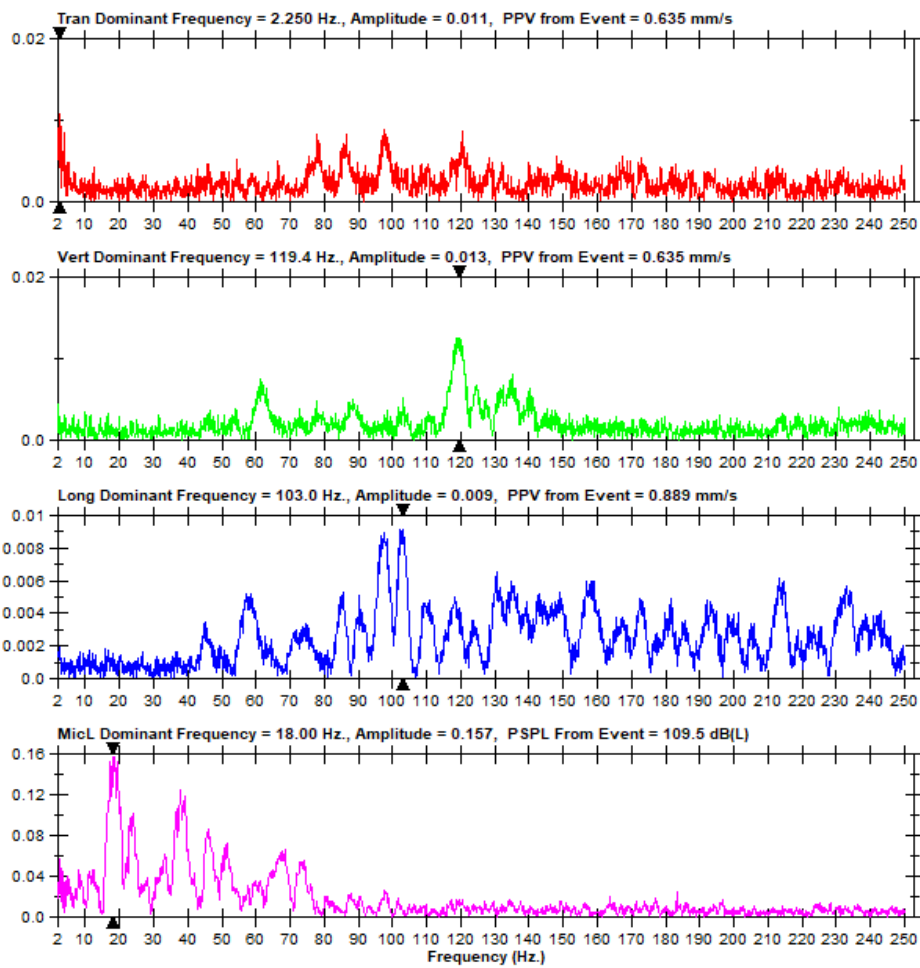 Tran Dominant Frequency = 2.250 Hz., Amplitude = 0.011, PPV from Event = 0.635 mm/s
0.02
0.0
2 10 20 30 40 50 60 70 80 90 100 110 120 130 140 150 160 170 180 190 200 210 220 230 250
Vert Dominant Frequency = 119.4 Hz., Amplitude = 0.013, PPV from Event = 0.635 mm/s
0.02
0.0
2 10 20 30 40 50 60 70 80 90 100 110 120 130 140 150 160 170 180 190 200 210 220 230 250
Long Dominant Frequency = 103.0 Hz., Amplitude = 0.009, PPV from Event = 0.889 mm/s
0.01
0.008
0.006
0.004
0.002
0.0
2 10 20 30 40 50 60 70 80 90 100 110 120 130 140 150 160 170 180 190 200 210 220 230 250
MicL Dominant Frequency = 18.00 Hz., Amplitude = 0.157, PSPL From Event = 109.5 dB(L)
0.16
0.12
0.08
0.04
0.0
2 10 20 30 40 50 60 70 80 90 100 110 120 130 140 150 160 170 180 190 200 210 220 230 250
Frequency (Hz.)